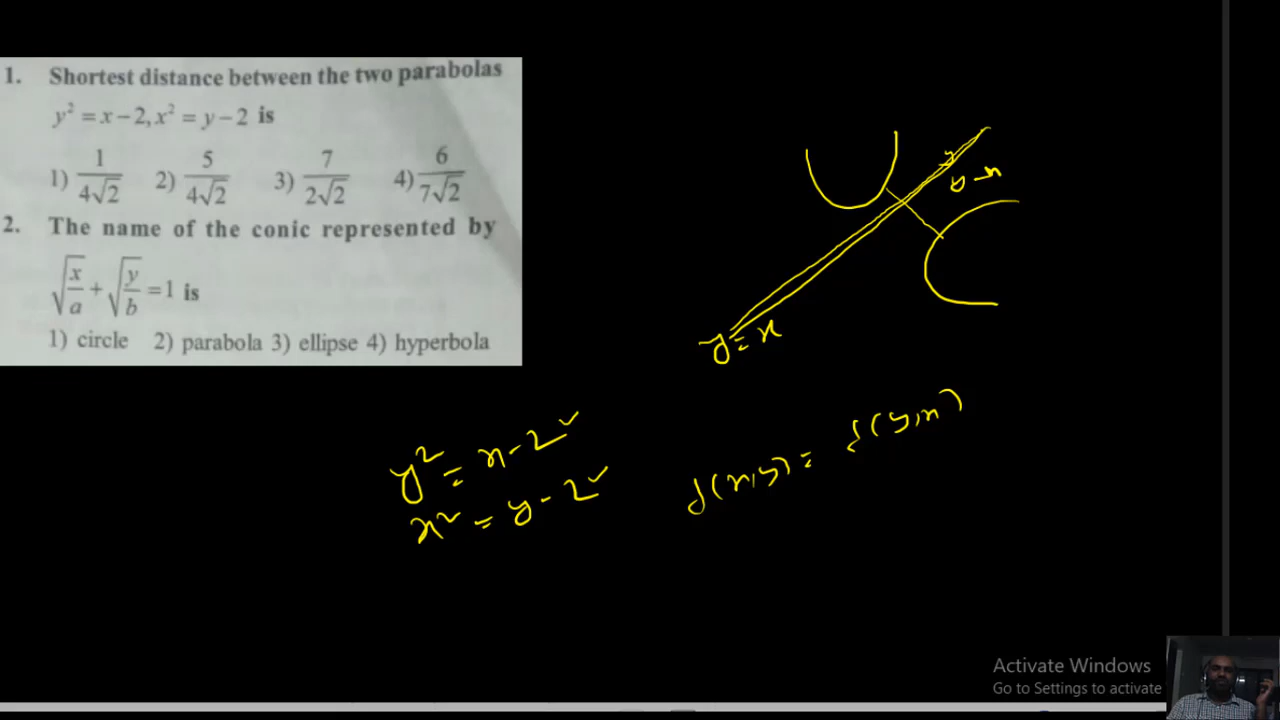 1. Shortest distance between the two parabolas
y² = x – 2, x² = y – 2 is
1) 1/4√2 2) 5/4√2 3) 7/2√2 4) 6/7√2
2. The name of the conic represented by
√(x/a) + √(y/b) = 1 is
1) circle 2) parabola 3) ellipse 4) hyperbola
y = x
y² = x - 2
x² = y - 2
f(x,y) = f(y,x)
Activate Windows
Go to Settings to activate